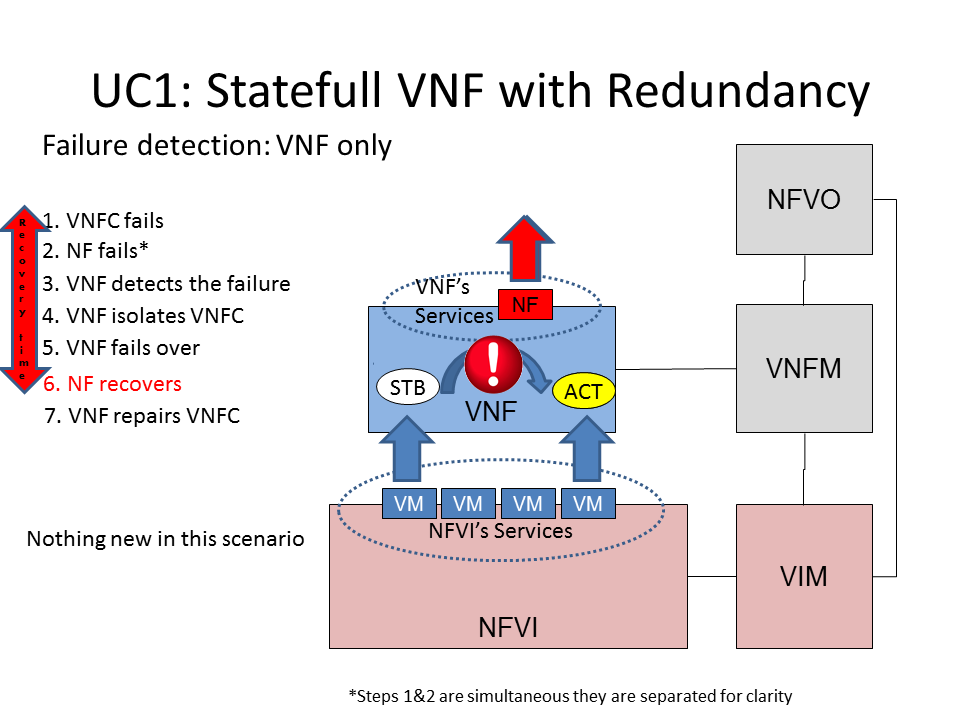 UC1: Statefull VNF with Redundancy
Failure detection: VNF only
Recovery time
1. VNFC fails
2. NF fails*
3. VNF detects the failure
4. VNF isolates VNFC
5. VNF fails over
6. NF recovers
7. VNF repairs VNFC
Nothing new in this scenario
VNF's
Services
NF
!
STB
ACT
VNF
VM VM VM VM
NFVI's Services
NFVI
NFVO
VNFM
VIM
*Steps 1&2 are simultaneous they are separated for clarity